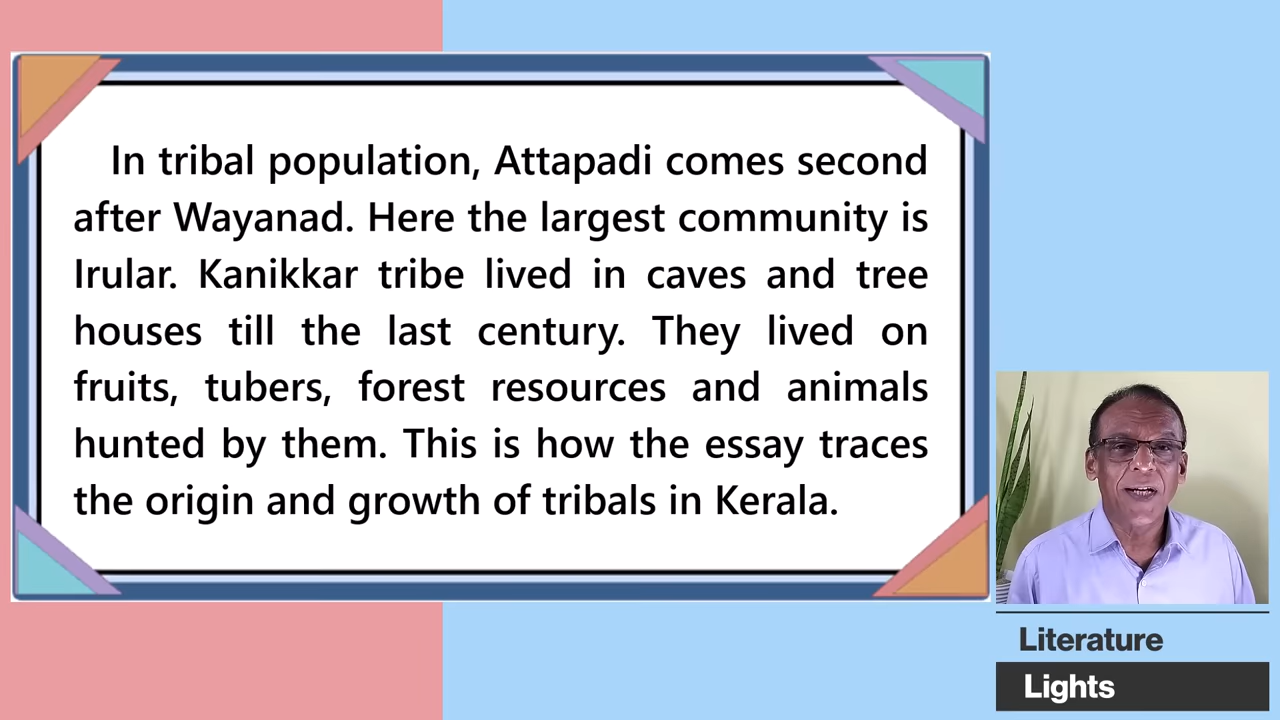 In tribal population, Attapadi comes second
after Wayanad. Here the largest community is
Irular. Kanikkar tribe lived in caves and tree
houses till the last century. They lived on
fruits, tubers, forest resources and animals
hunted by them. This is how the essay traces
the origin and growth of tribals in Kerala.
Literature
Lights